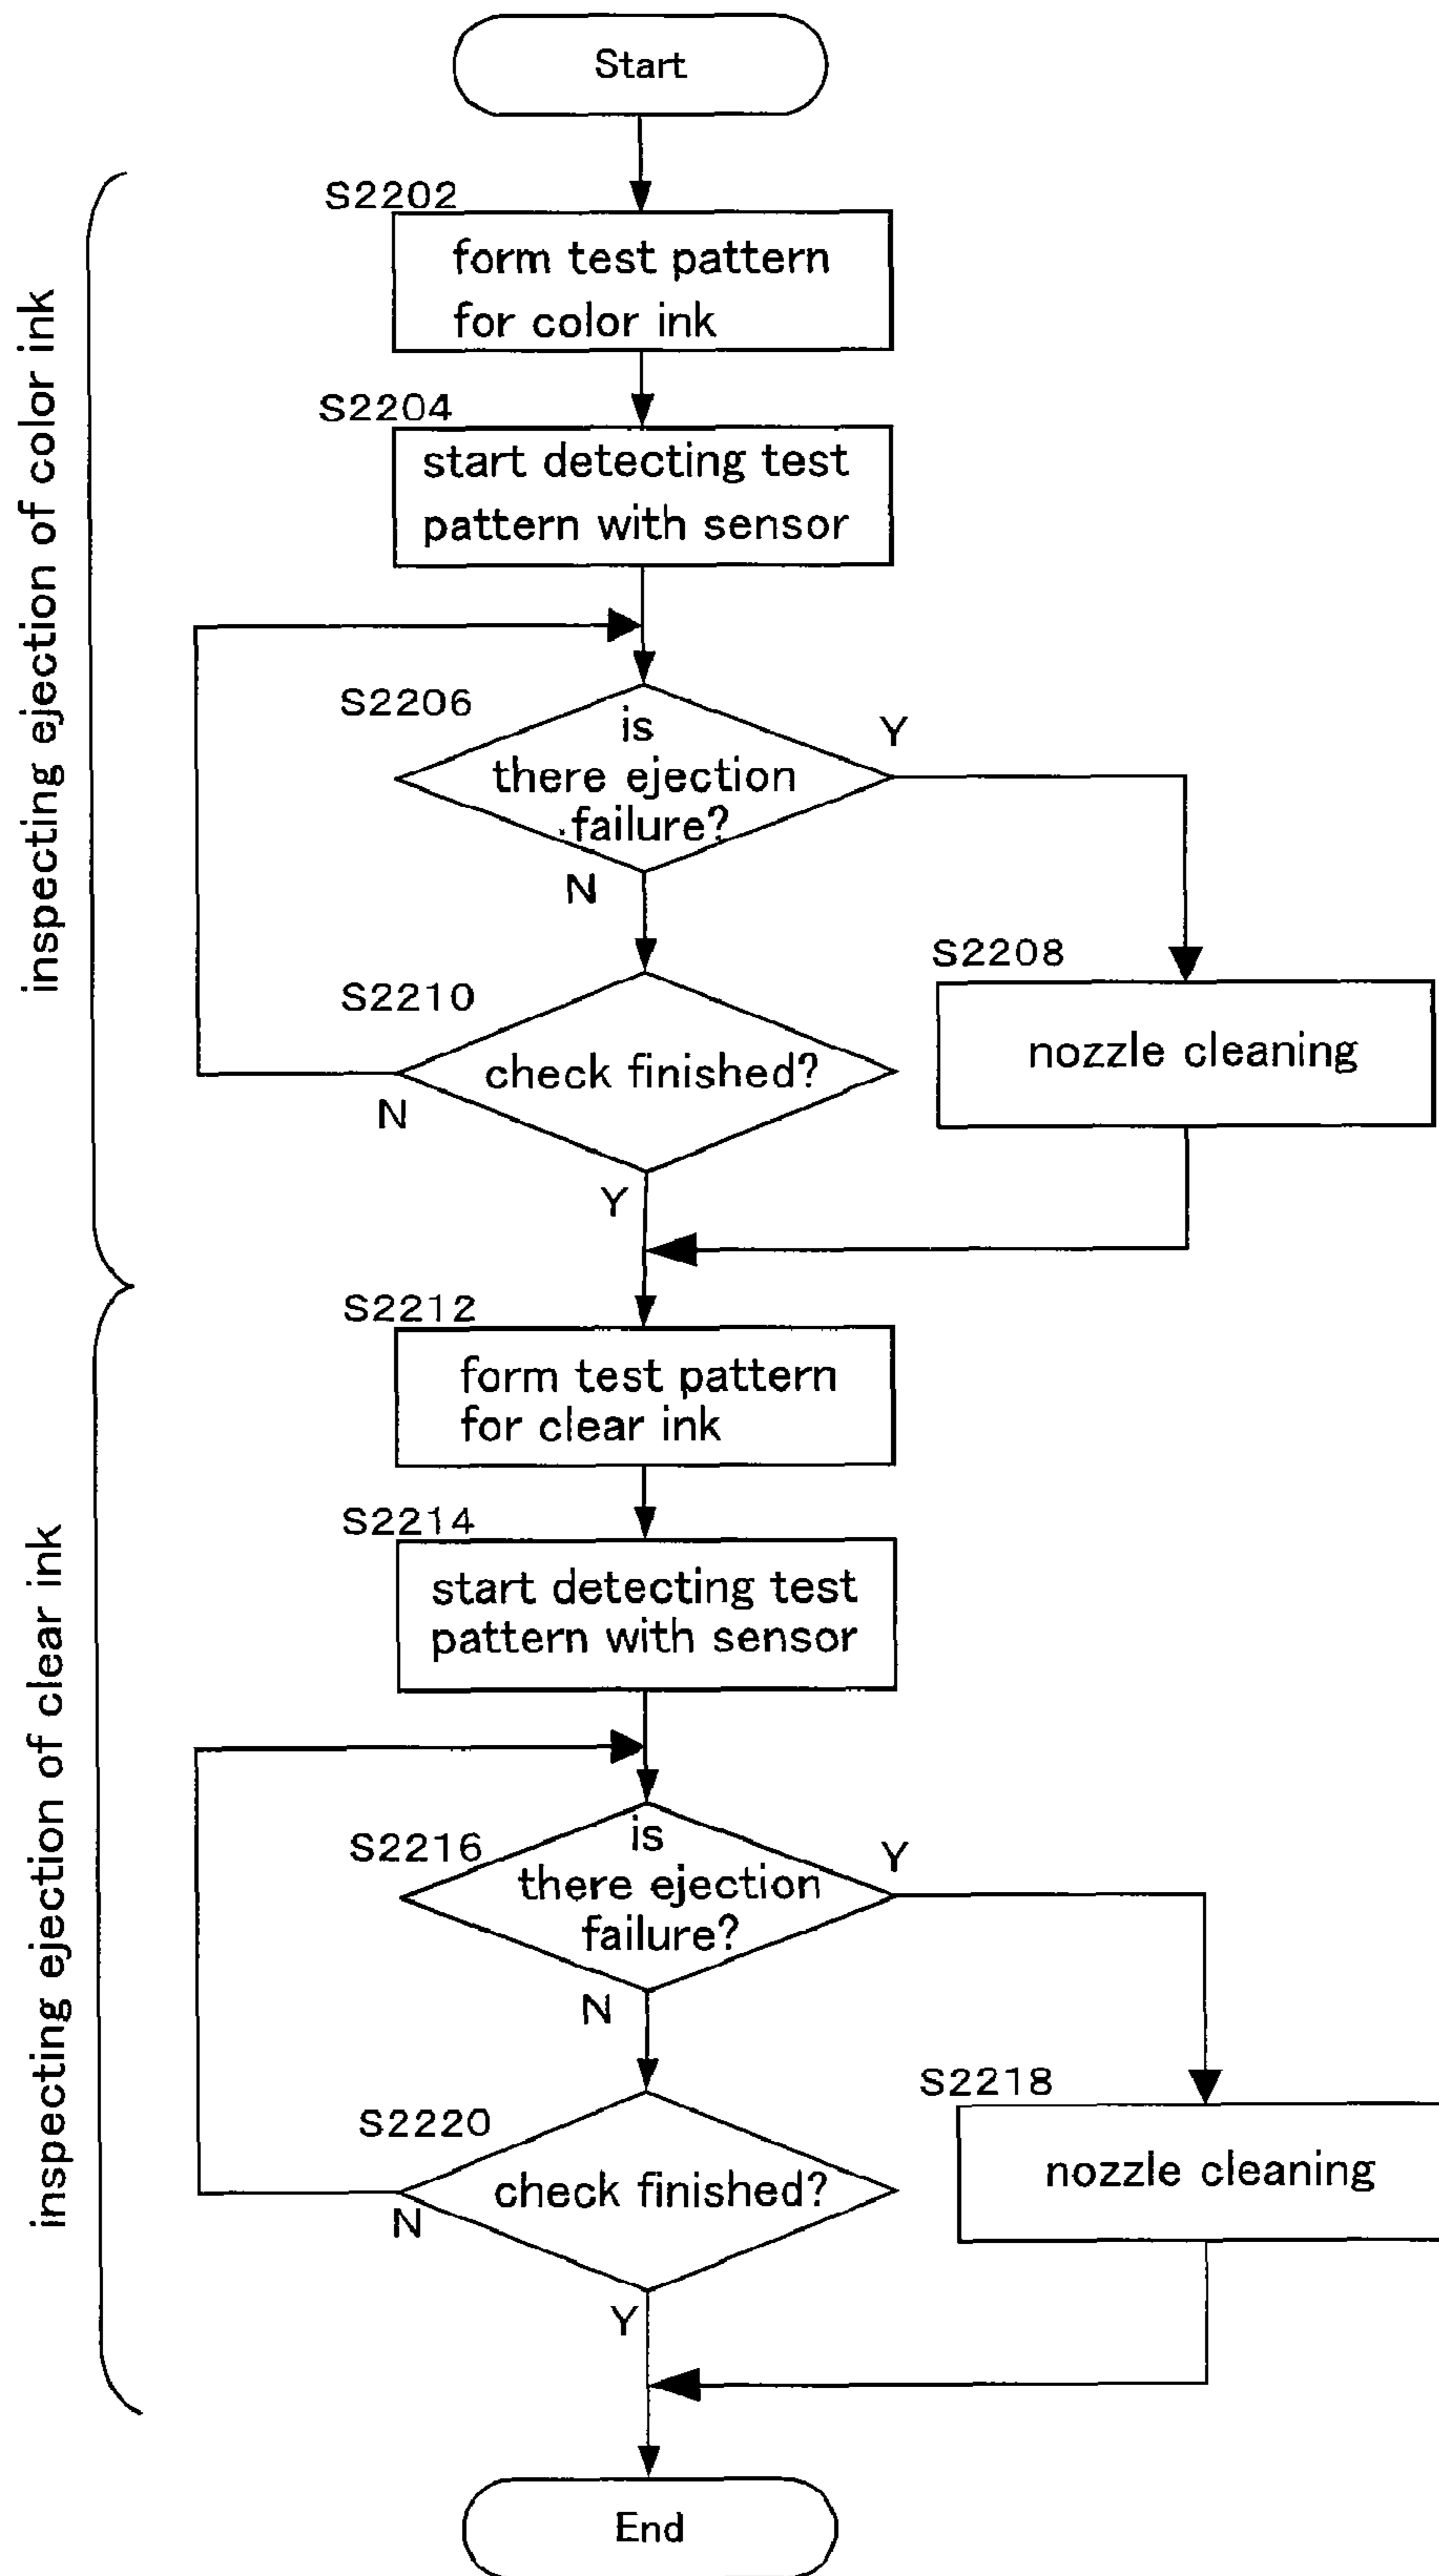 Start
inspecting ejection of color ink
S2202
form test pattern
for color ink
S2204
start detecting test
pattern with sensor
S2206
is
there ejection
failure?
Y
N
S2208
nozzle cleaning
S2210
check finished?
N
Y
inspecting ejection of clear ink
S2212
form test pattern
for clear ink
S2214
start detecting test
pattern with sensor
S2216
is
there ejection
failure?
Y
N
S2218
nozzle cleaning
S2220
check finished?
N
Y
End